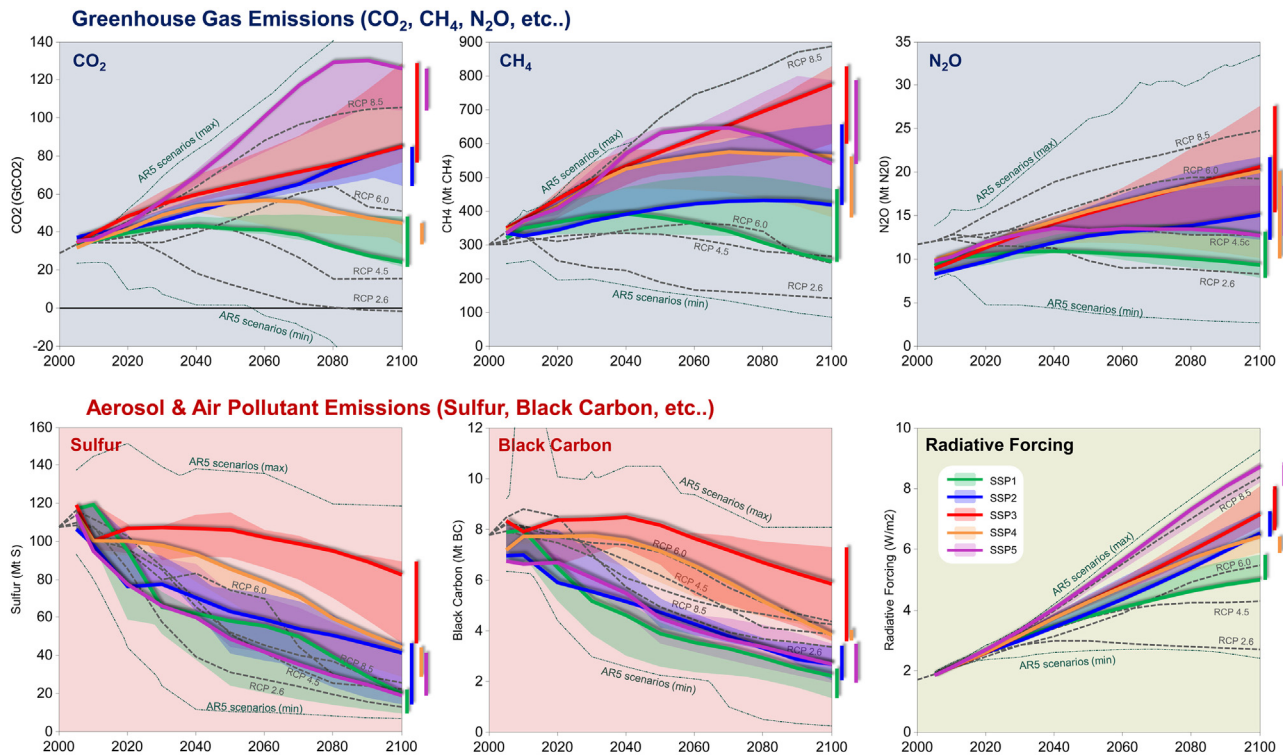 Greenhouse Gas Emissions (CO2, CH4, N2O, etc..)
CO2
CO2 (GtCO2)
140
120
100
80
60
40
20
0
-20
2000
2020
2040
2060
2080
2100
AR5 scenarios (max)
RCP 8.5
RCP 6.0
RCP 4.5
RCP 2.6
AR5 scenarios (min)
CH4
CH4 (Mt CH4)
900
800
700
600
500
400
300
200
100
0
2000
2020
2040
2060
2080
2100
AR5 scenarios (max)
RCP 8.5
RCP 6.0
RCP 4.5
RCP 2.6
AR5 scenarios (min)
N2O
N2O (Mt N20)
35
30
25
20
15
10
5
0
2000
2020
2040
2060
2080
2100
AR5 scenarios (max)
RCP 8.5
RCP 6.0
RCP 4.5c
RCP 2.6
AR5 scenarios (min)
Aerosol & Air Pollutant Emissions (Sulfur, Black Carbon, etc..)
Sulfur
Sulfur (Mt S)
160
140
120
100
80
60
40
20
0
2000
2020
2040
2060
2080
2100
AR5 scenarios (max)
RCP 6.0
RCP 8.5
RCP 4.5
RCP 2.6
AR5 scenarios (min)
Black Carbon
Black Carbon (Mt BC)
12
10
8
6
4
2
0
2000
2020
2040
2060
2080
2100
AR5 scenarios (max)
RCP 6.0
RCP 4.5
RCP 8.5
RCP 2.6
AR5 scenarios (min)
Radiative Forcing
Radiative Forcing (W/m2)
10
8
6
4
2
0
2000
2020
2040
2060
2080
2100
SSP1
SSP2
SSP3
SSP4
SSP5
AR5 scenarios (max)
RCP 8.5
RCP 6.0
RCP 4.5
RCP 2.6
AR5 scenarios (min)